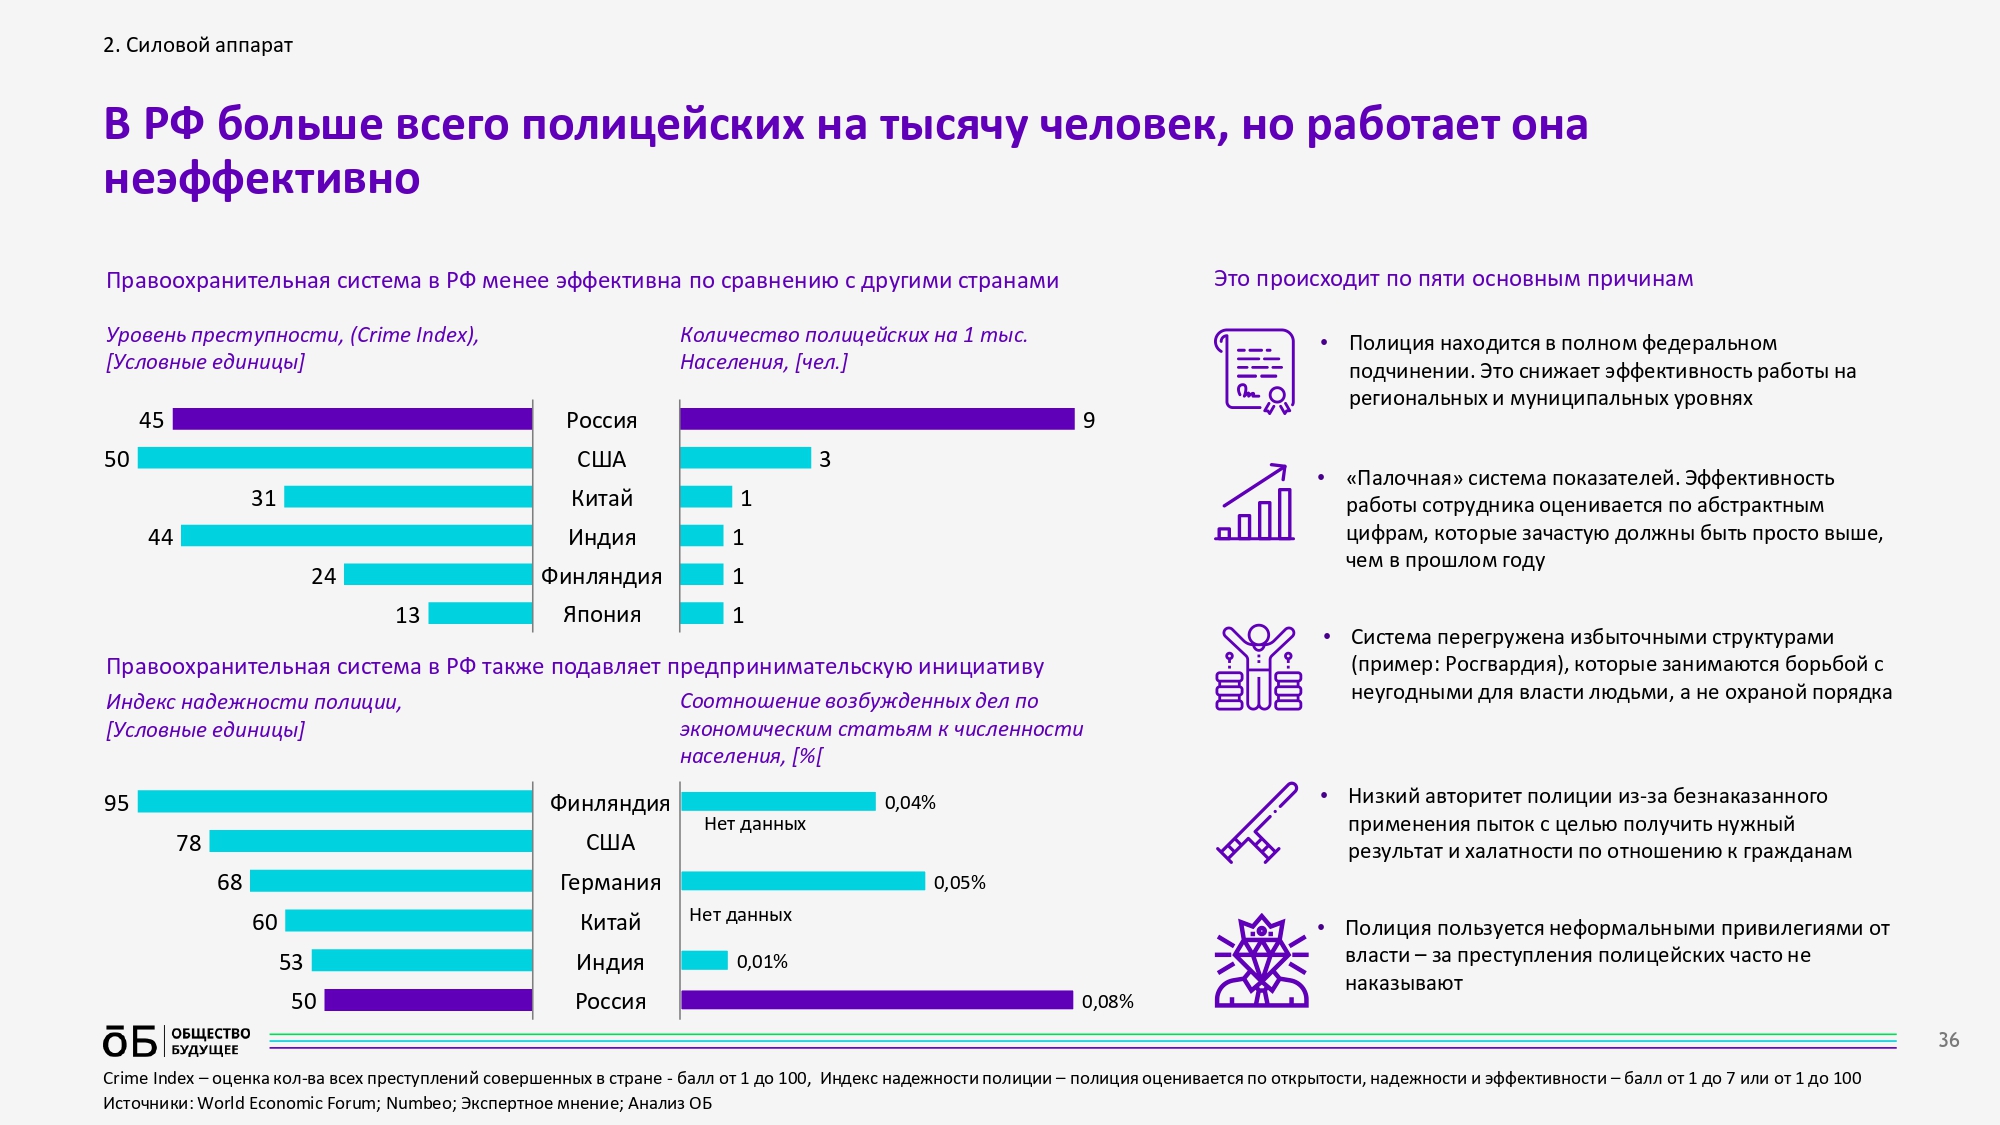 2. Силовой аппарат
В РФ больше всего полицейских на тысячу человек, но работает она
неэффективно
Правоохранительная система в РФ менее эффективна по сравнению с другими странами
Уровень преступности, (Crime Index),
[Условные единицы]
Количество полицейских на 1 тыс.
Населения, [чел.]
45 Россия 9
50 США 3
31 Китай 1
44 Индия 1
24 Финляндия 1
13 Япония 1
Правоохранительная система в РФ также подавляет предпринимательскую инициативу
Индекс надежности полиции,
[Условные единицы]
Соотношение возбужденных дел по
экономическим статьям к численности
населения, [%[
95 Финляндия 0,04%
78 США Нет данных
68 Германия 0,05%
60 Китай Нет данных
53 Индия 0,01%
50 Россия 0,08%
Это происходит по пяти основным причинам
• Полиция находится в полном федеральном
подчинении. Это снижает эффективность работы на
региональных и муниципальных уровнях
• «Палочная» система показателей. Эффективность
работы сотрудника оценивается по абстрактным
цифрам, которые зачастую должны быть просто выше,
чем в прошлом году
• Система перегружена избыточными структурами
(пример: Росгвардия), которые занимаются борьбой с
неугодными для власти людьми, а не охраной порядка
• Низкий авторитет полиции из-за безнаказанного
применения пыток с целью получить нужный
результат и халатности по отношению к гражданам
• Полиция пользуется неформальными привилегиями от
власти – за преступления полицейских часто не
наказывают
ōБ ОБЩЕСТВО
БУДУЩЕЕ
36
Crime Index – оценка кол-ва всех преступлений совершенных в стране - балл от 1 до 100, Индекс надежности полиции – полиция оценивается по открытости, надежности и эффективности – балл от 1 до 7 или от 1 до 100
Источники: World Economic Forum; Numbeo; Экспертное мнение; Анализ ОБ